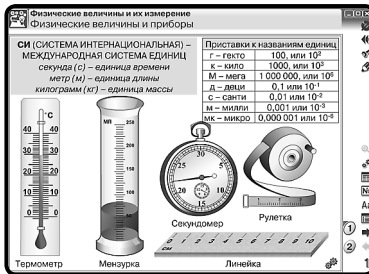 Физические величины и их измерение
Физические величины и приборы
СИ (СИСТЕМА ИНТЕРНАЦИОНАЛЬНАЯ) –
МЕЖДУНАРОДНАЯ СИСТЕМА ЕДИНИЦ
секунда (с) – единица времени
метр (м) – единица длины
килограмм (кг) – единица массы
Приставки к названиям единиц
г – гекто 100, или 10²
к – кило 1000, или 10³
М – мега 1 000 000, или 10⁶
д – деци 0,1 или 10⁻¹
с – санти 0,01 или 10⁻²
м – милли 0,001 или 10⁻³
мк – микро 0,000 001 или 10⁻⁶
°C
40 40
30 30
20 20
10 10
0 0
Термометр
мл
250
200
150
100
50
Мензурка
30
Секундомер
Рулетка
0 1 2 3 4 5 6 7 8 9 10
СМ
Линейка
1
2